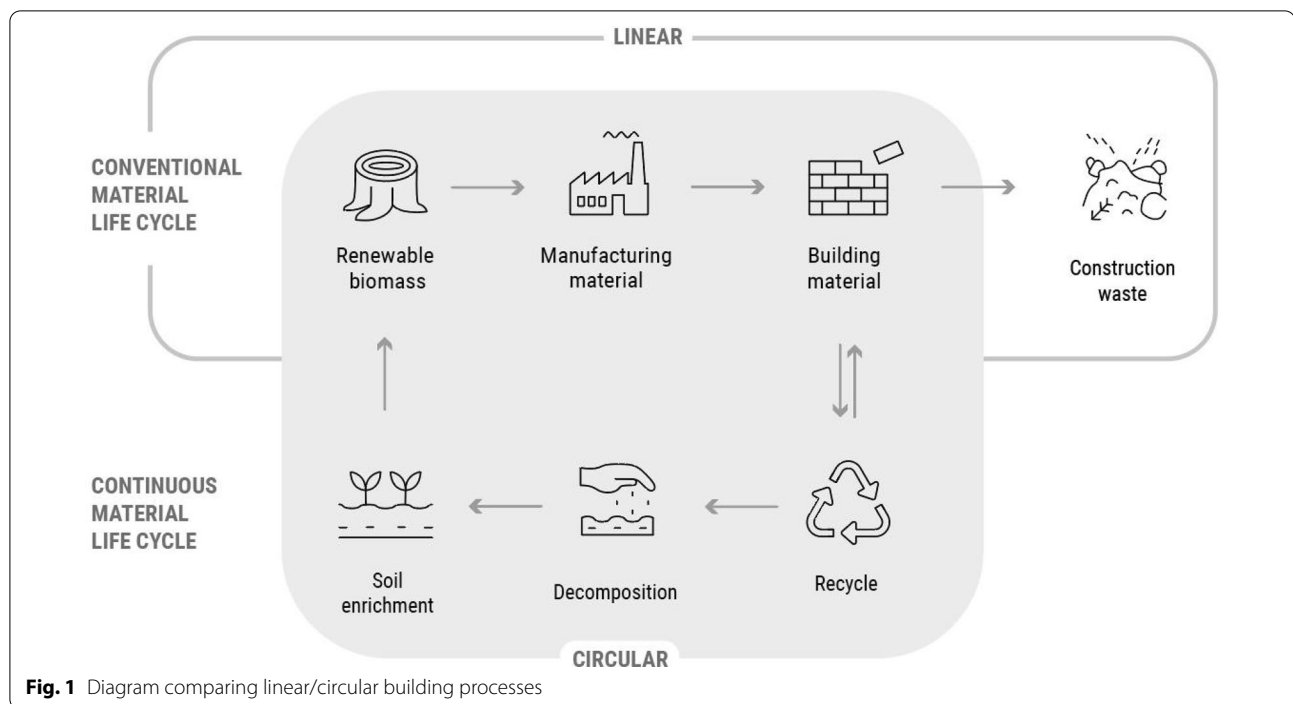 LINEAR
CONVENTIONAL
MATERIAL
LIFE CYCLE
Renewable
biomass
Manufacturing
material
Building
material
Construction
waste
CONTINUOUS
MATERIAL
LIFE CYCLE
Soil
enrichment
Decomposition
Recycle
CIRCULAR
Fig. 1 Diagram comparing linear/circular building processes